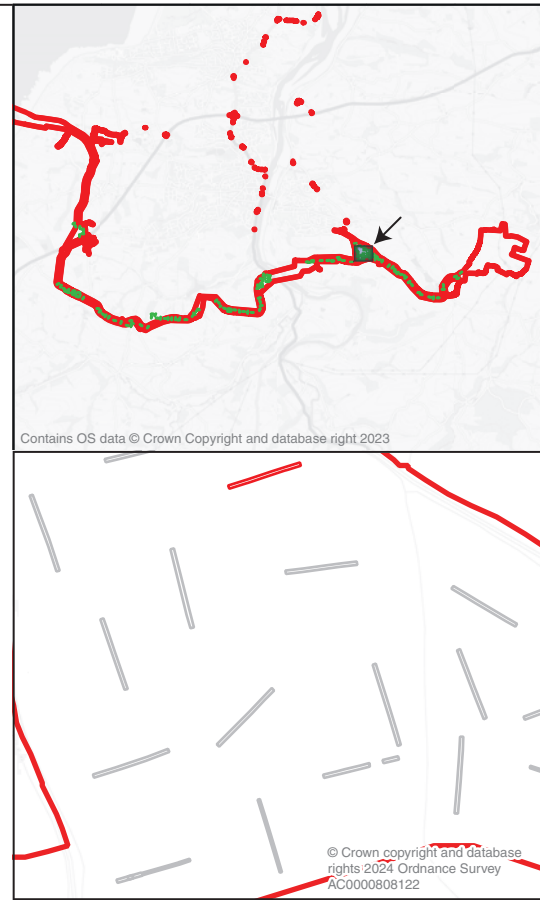 Contains OS data © Crown Copyright and database right 2023
© Crown copyright and database
rights 2024 Ordnance Survey
AC0000808122